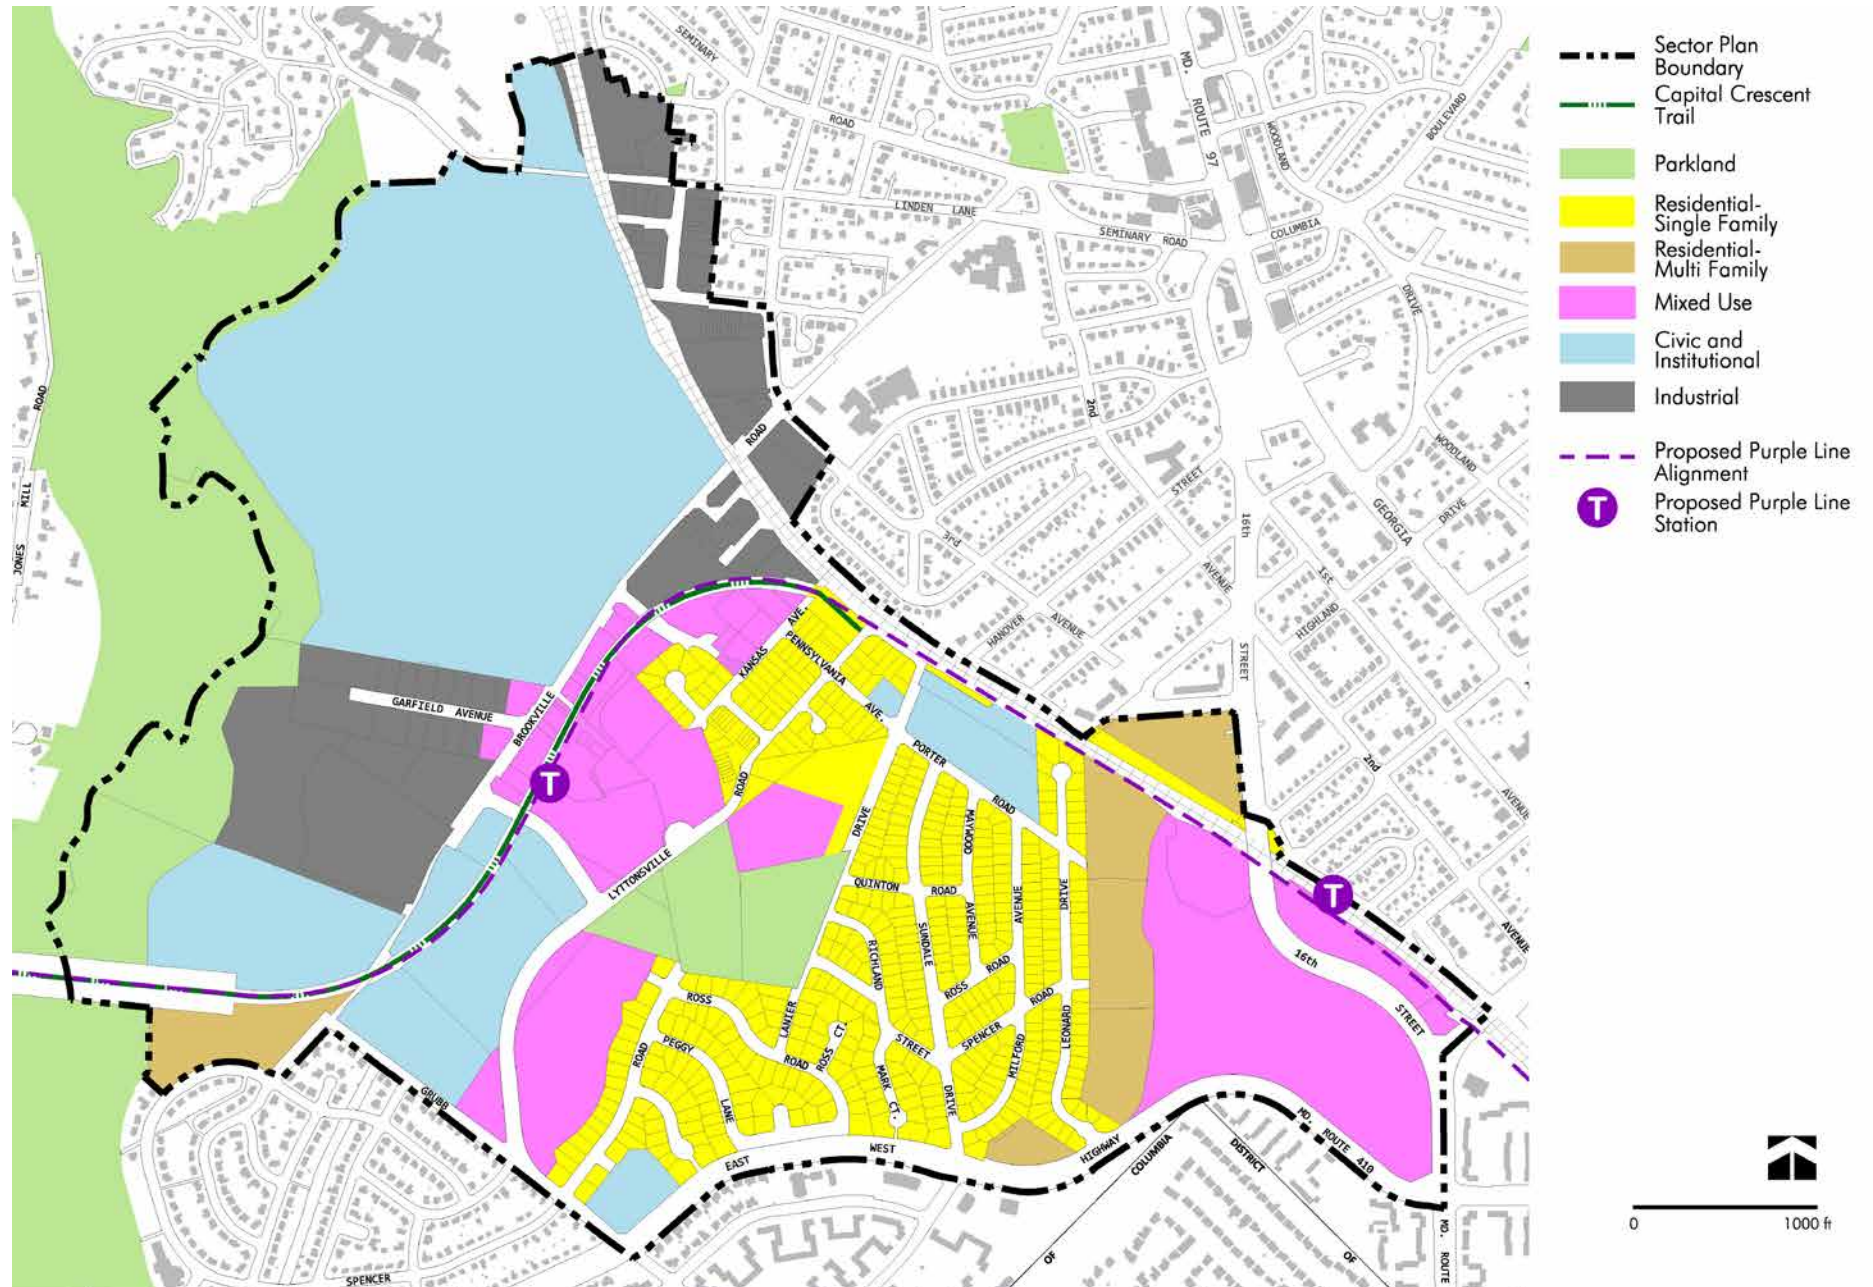 SEMINARY
ROAD
MD.
ROUTE
97
WOODLAND
BOULEVARD
LINDEN LANE
SEMINARY ROAD
COLUMBIA
DRIVE
ROAD
MILL
JONES
ROAD
2nd
STREET
3rd
AVENUE
16th
STREET
GEORGIA
WOODLAND
DRIVE
1st
HIGHLAND
HANOVER
AVENUE
2nd
AVENUE
AVENUE
GARFIELD AVENUE
BROOKVILLE
KANSAS
AVE.
PENNSYLVANIA
AVE.
PORTER
ROAD
ROAD
LYTTONSVILLE
DRIVE
MAYWOOD
AVENUE
QUINTON
ROAD
SUNDALE
AVENUE
DRIVE
RICHLAND
ROSS
ROAD
ROSS
LANIER
ROAD
ROSS CT.
STREET
SPENCER
ROAD
MILFORD
LEONARD
ROAD
PEGGY
LANE
MARK CT.
DRIVE
GRUBB
EAST
WEST
HIGHWAY
COLUMBIA
DISTRICT
OF
OF
16th
STREET
MD.
ROUTE 410
MD. ROUTE
SPENCER
T
T
Sector Plan
Boundary
Capital Crescent
Trail
Parkland
Residential-
Single Family
Residential-
Multi Family
Mixed Use
Civic and
Institutional
Industrial
Proposed Purple Line
Alignment
T
Proposed Purple Line
Station
0
1000 ft